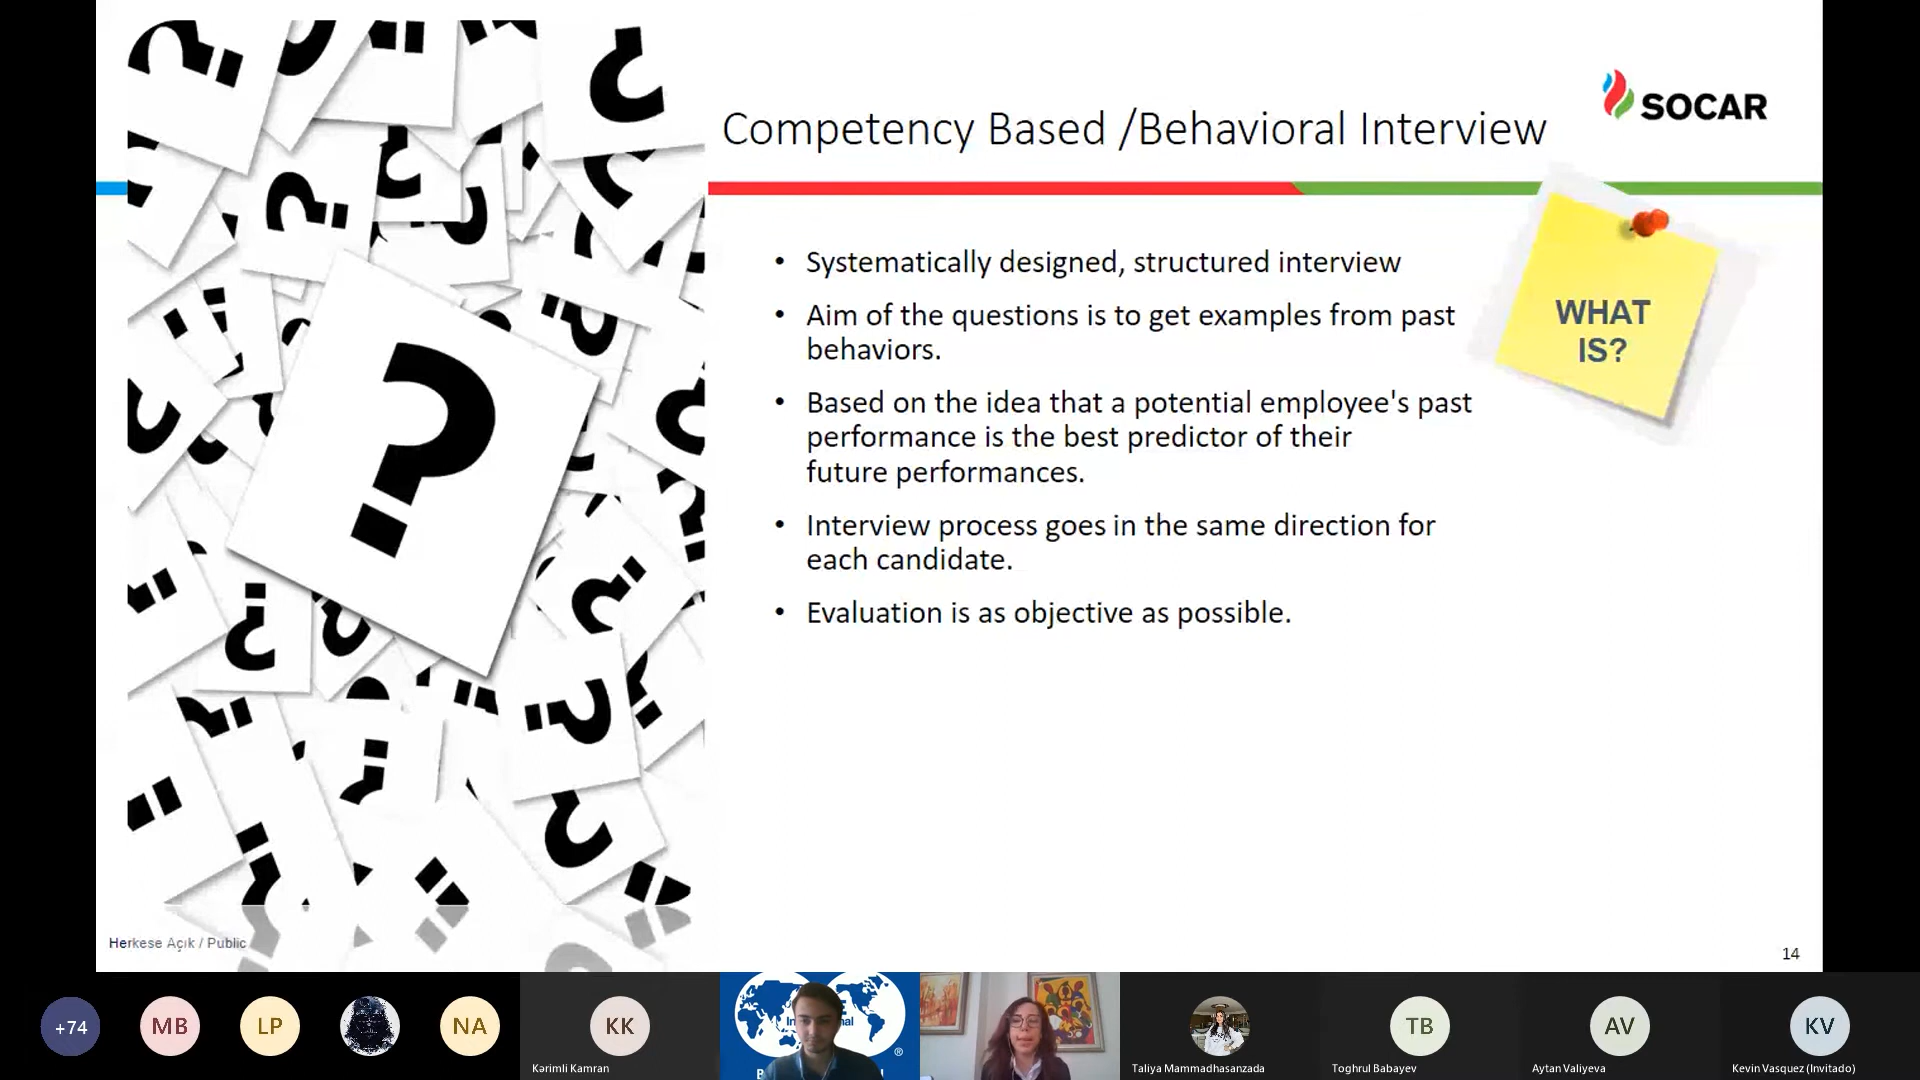 SOCAR
Competency Based /Behavioral Interview
WHAT
IS?
• Systematically designed, structured interview
• Aim of the questions is to get examples from past
behaviors.
• Based on the idea that a potential employee's past
performance is the best predictor of their
future performances.
• Interview process goes in the same direction for
each candidate.
• Evaluation is as objective as possible.
Herkese Açık / Public
14
+74
MB
LP
NA
KK
TB
AV
KV
Kərimli Kamran
Taliya Mammadhasanzada
Toghrul Babayev
Aytan Valiyeva
Kevin Vasquez (Invitado)